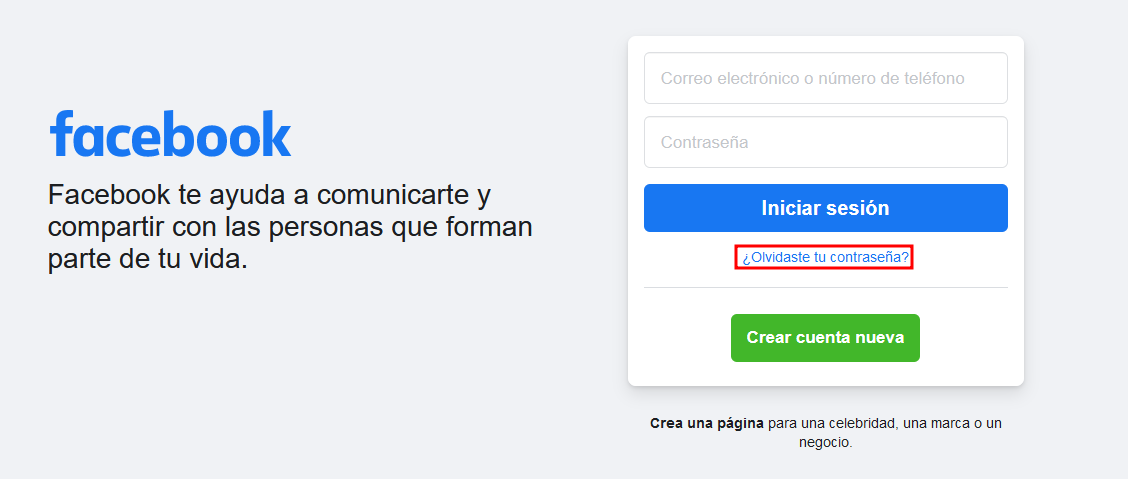 facebook
Facebook te ayuda a comunicarte y
compartir con las personas que forman
parte de tu vida.
Correo electrónico o número de teléfono
Contraseña
Iniciar sesión
¿Olvidaste tu contraseña?
Crear cuenta nueva
Crea una página para una celebridad, una marca o un
negocio.